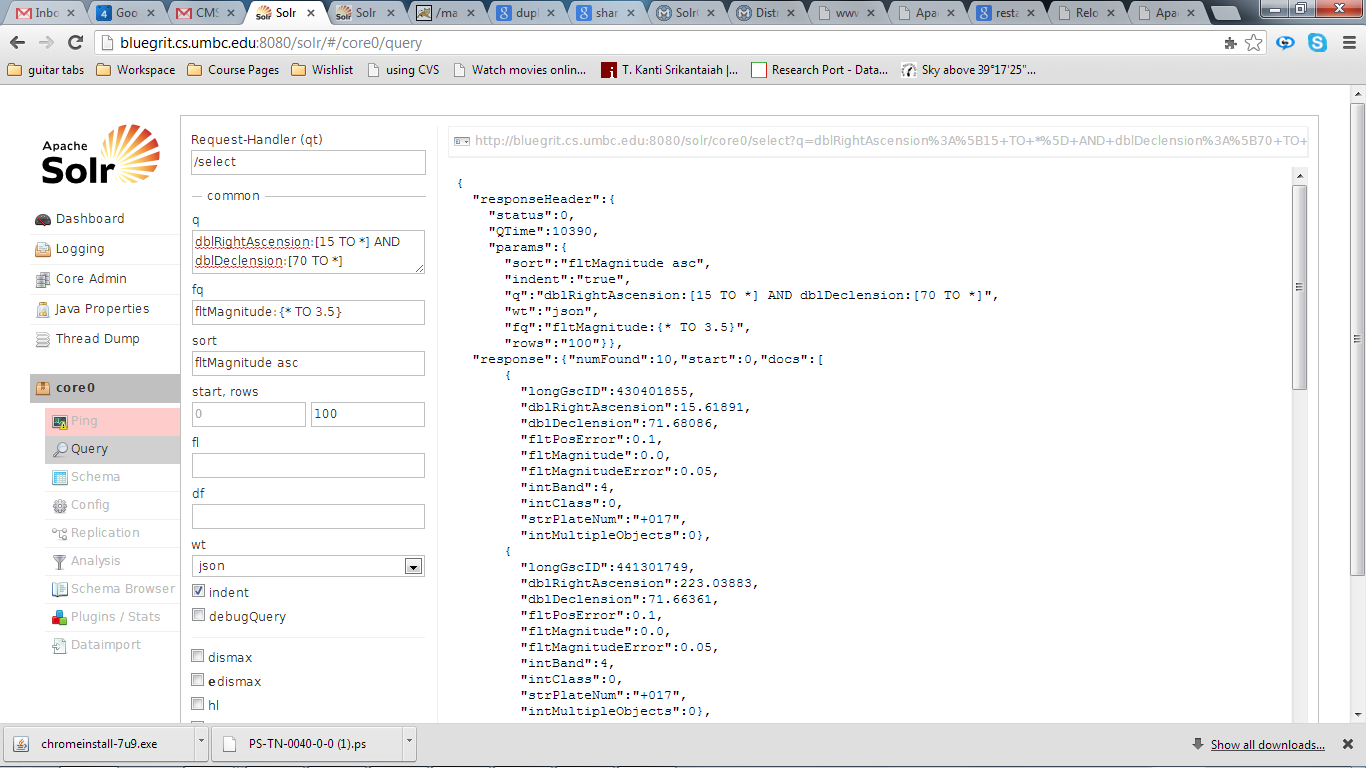 Inbo
Goo
CMS
Solr
Solr
/ma
dupl
shar
Solr
Distr
www
Apa
resta
Relo
Apa
bluegrit.cs.umbc.edu:8080/solr/#/core0/query
guitar tabs
Workspace
Course Pages
Wishlist
using CVS
Watch movies onlin...
T. Kanti Srikantaiah |...
Research Port - Data...
Sky above 39°17'25"...
Apache
Solr
Dashboard
Logging
Core Admin
Java Properties
Thread Dump
core0
Ping
Query
Schema
Config
Replication
Analysis
Schema Browser
Plugins / Stats
Dataimport
Request-Handler (qt)
/select
common
q
dblRightAscension:[15 TO *] AND
dblDeclension:[70 TO *]
fq
fltMagnitude:{* TO 3.5}
sort
fltMagnitude asc
start, rows
0
100
fl
df
wt
json
indent
debugQuery
dismax
edismax
hl
http://bluegrit.cs.umbc.edu:8080/solr/core0/select?q=dblRightAscension%3A%5B15+TO+*%5D+AND+dblDeclension%3A%5B70+TO+
{
"responseHeader":{
"status":0,
"QTime":10390,
"params":{
"sort":"fltMagnitude asc",
"indent":"true",
"q":"dblRightAscension:[15 TO *] AND dblDeclension:[70 TO *]",
"wt":"json",
"fq":"fltMagnitude:{* TO 3.5}",
"rows":"100"}},
"response":{"numFound":10,"start":0,"docs":[
{
"longGscID":430401855,
"dblRightAscension":15.61891,
"dblDeclension":71.68086,
"fltPosError":0.1,
"fltMagnitude":0.0,
"fltMagnitudeError":0.05,
"intBand":4,
"intClass":0,
"strPlateNum":"+017",
"intMultipleObjects":0},
{
"longGscID":441301749,
"dblRightAscension":223.03883,
"dblDeclension":71.66361,
"fltPosError":0.1,
"fltMagnitude":0.0,
"fltMagnitudeError":0.05,
"intBand":4,
"intClass":0,
"strPlateNum":"+017",
"intMultipleObjects":0},
chromeinstall-7u9.exe
PS-TN-0040-0-0 (1).ps
Show all downloads...